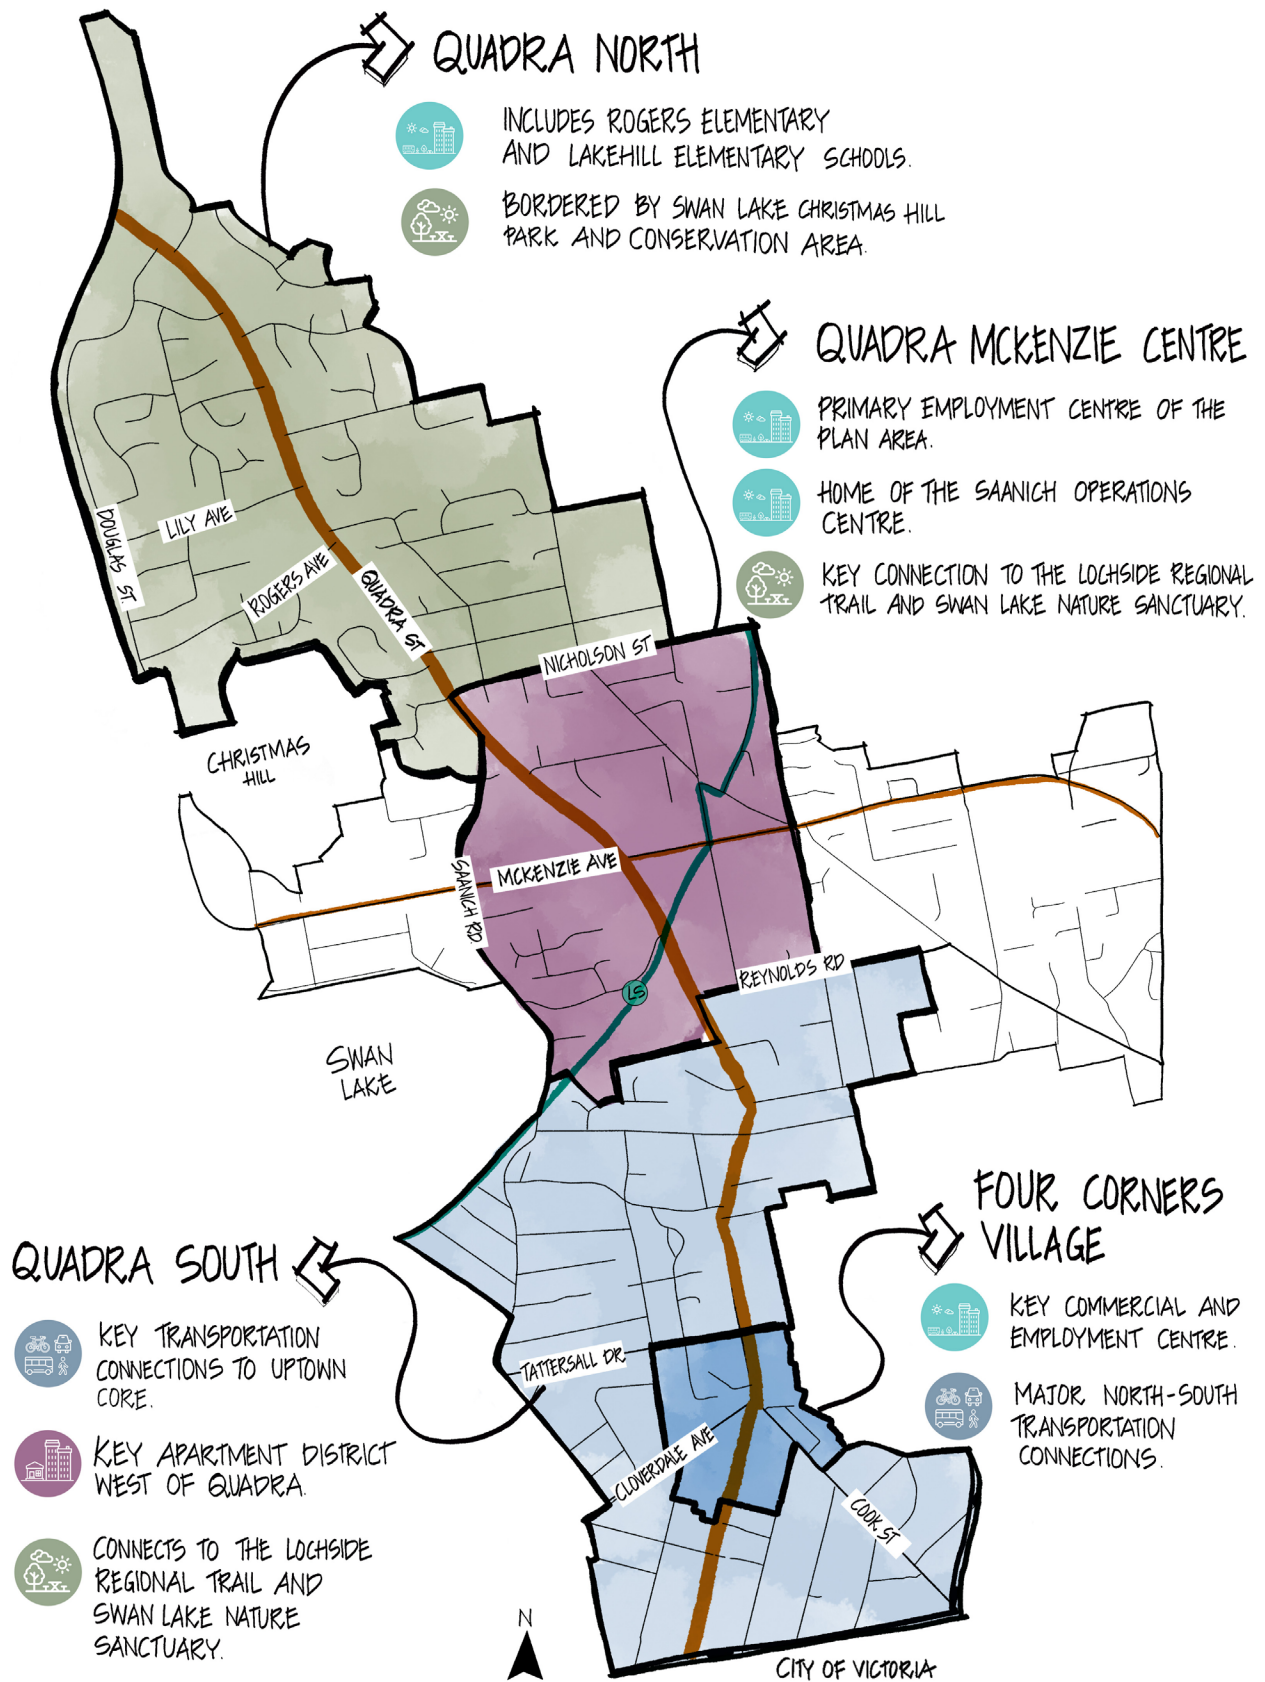 QUADRA NORTH
INCLUDES ROGERS ELEMENTARY
AND LAKEHILL ELEMENTARY SCHOOLS.
BORDERED BY SWAN LAKE CHRISTMAS HILL
PARK AND CONSERVATION AREA.
QUADRA MCKENZIE CENTRE
PRIMARY EMPLOYMENT CENTRE OF THE
PLAN AREA.
HOME OF THE SAANICH OPERATIONS
CENTRE.
KEY CONNECTION TO THE LOCHSIDE REGIONAL
TRAIL AND SWAN LAKE NATURE SANCTUARY.
DOUGLAS ST.
LILY AVE
ROGERS AVE
QUADRA ST
NICHOLSON ST
CHRISTMAS
HILL
MCKENZIE AVE
SAANICH RD.
REYNOLDS RD
LS
SWAN
LAKE
FOUR CORNERS
VILLAGE
KEY COMMERCIAL AND
EMPLOYMENT CENTRE.
MAJOR NORTH-SOUTH
TRANSPORTATION
CONNECTIONS.
QUADRA SOUTH
KEY TRANSPORTATION
CONNECTIONS TO UPTOWN
CORE.
KEY APARTMENT DISTRICT
WEST OF QUADRA.
CONNECTS TO THE LOCHSIDE
REGIONAL TRAIL AND
SWAN LAKE NATURE
SANCTUARY.
TATTERSALL DR
CLOVERDALE AVE
COOK ST
N
CITY OF VICTORIA